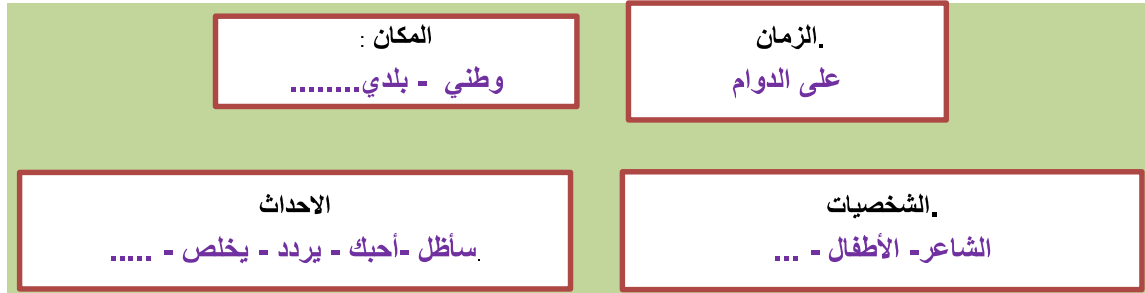 .الزمان
على الدوام
المكان :
وطني - بلدي........
.الشخصيات
الشاعر- الأطفال - ...
الاحداث
.سأظل -أحبك - يردد - يخلص - .....